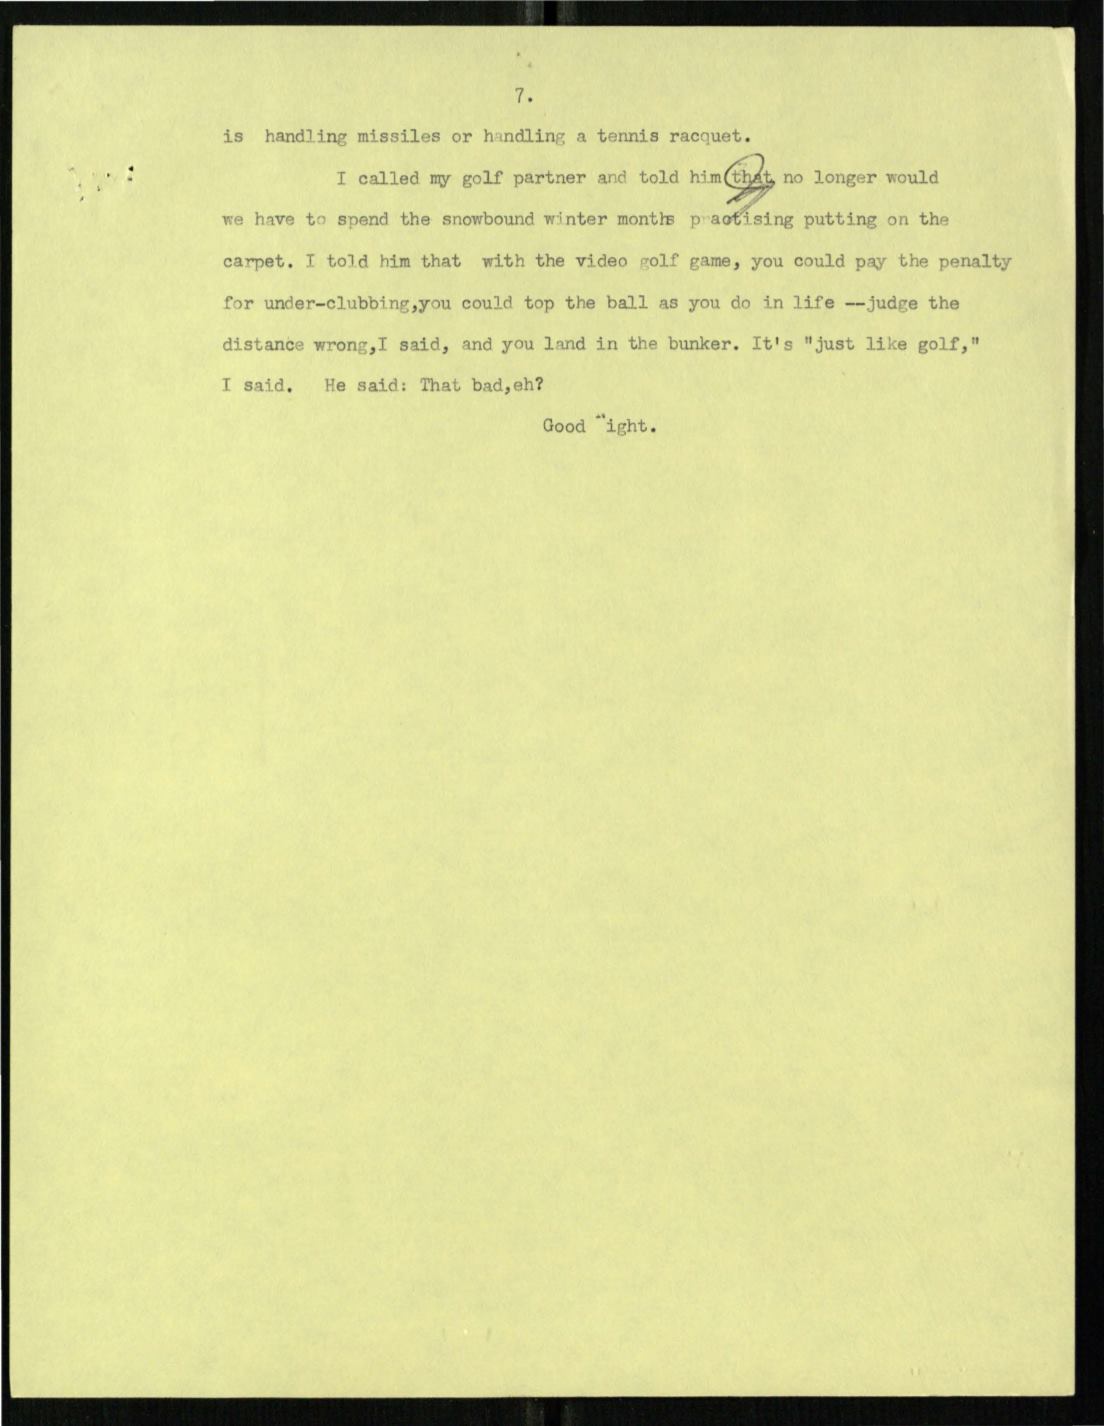 7.
is handling missiles or handling a tennis racquet.
I called my golf partner and told him that no longer would
we have to spend the snowbound winter months practising putting on the
carpet. I told him that with the video golf game, you could pay the penalty
for under-clubbing,you could top the ball as you do in life --judge the
distance wrong,I said, and you land in the bunker. It's "just like golf,"
I said. He said: That bad,eh?
Good ight.